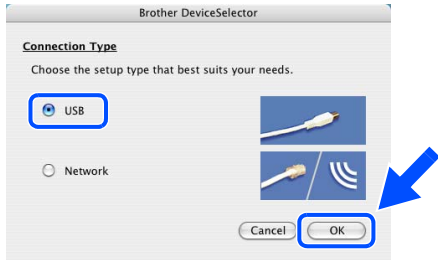 Brother DeviceSelector
Connection Type
Choose the setup type that best suits your needs.
USB
Network
Cancel OK